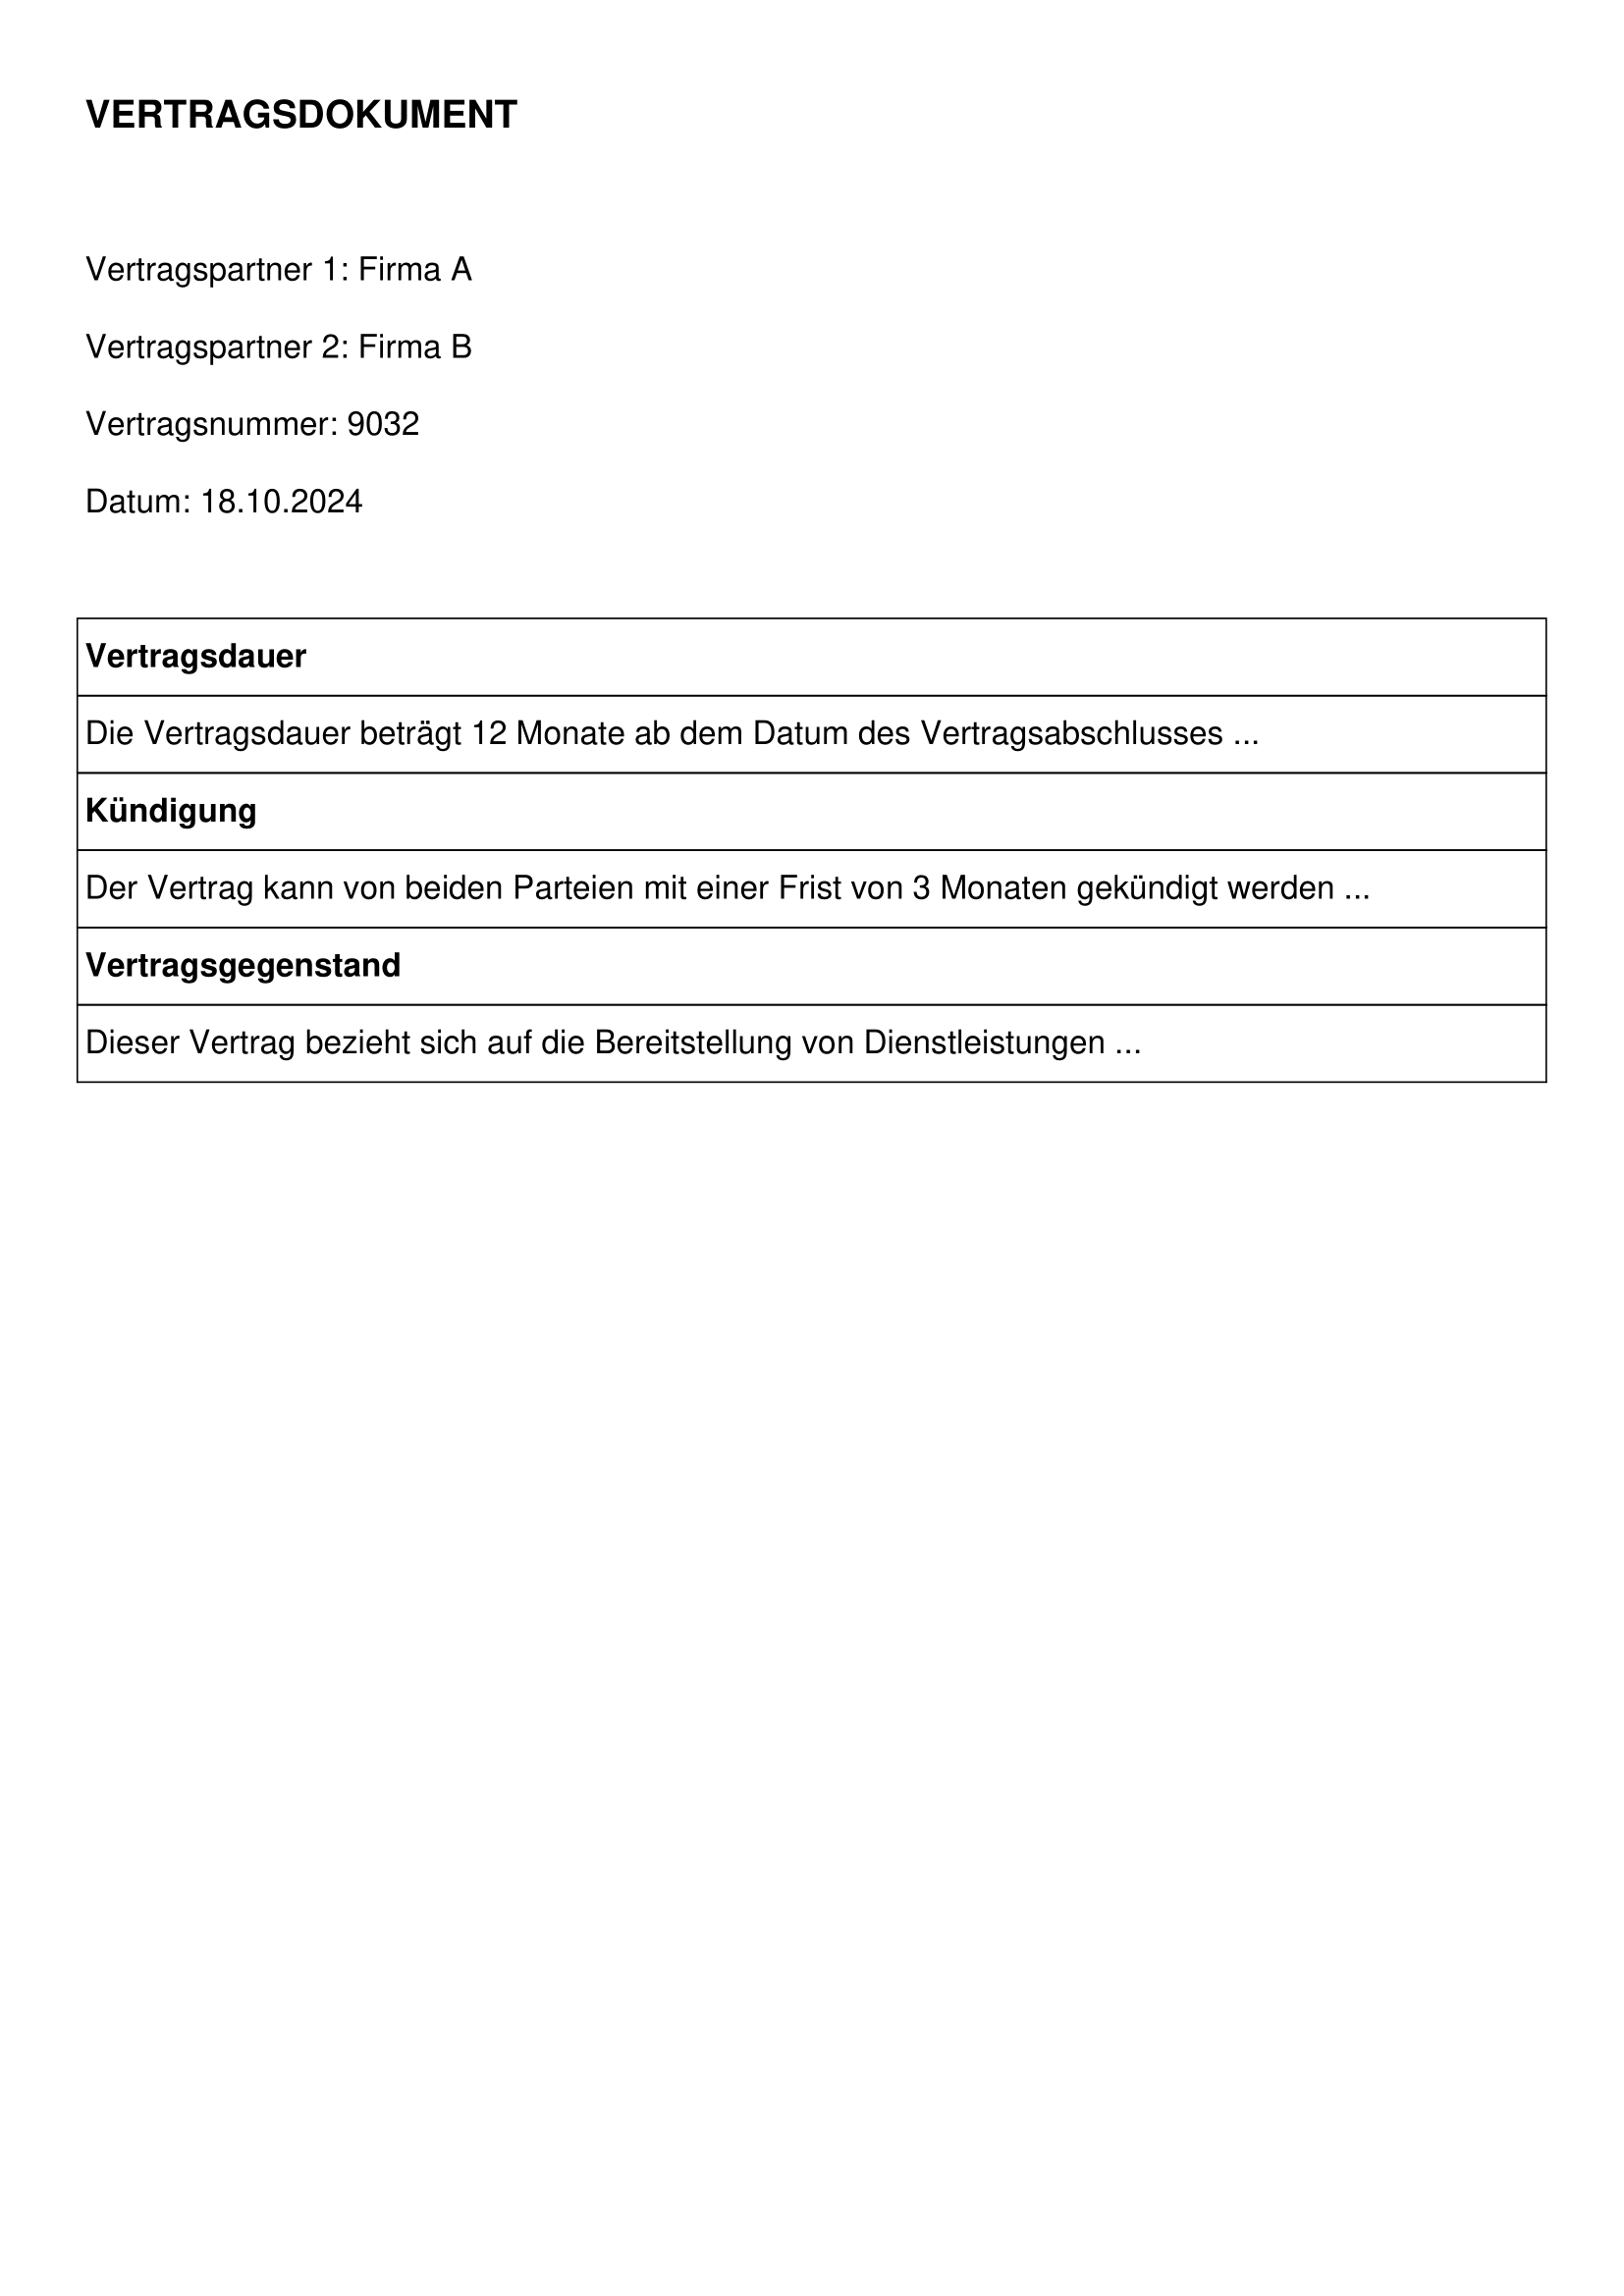 VERTRAGSDOKUMENT
Vertragspartner 1: Firma A
Vertragspartner 2: Firma B
Vertragsnummer: 9032
Datum: 18.10.2024
Vertragsdauer
Die Vertragsdauer beträgt 12 Monate ab dem Datum des Vertragsabschlusses ...
Kündigung
Der Vertrag kann von beiden Parteien mit einer Frist von 3 Monaten gekündigt werden ...
Vertragsgegenstand
Dieser Vertrag bezieht sich auf die Bereitstellung von Dienstleistungen ...